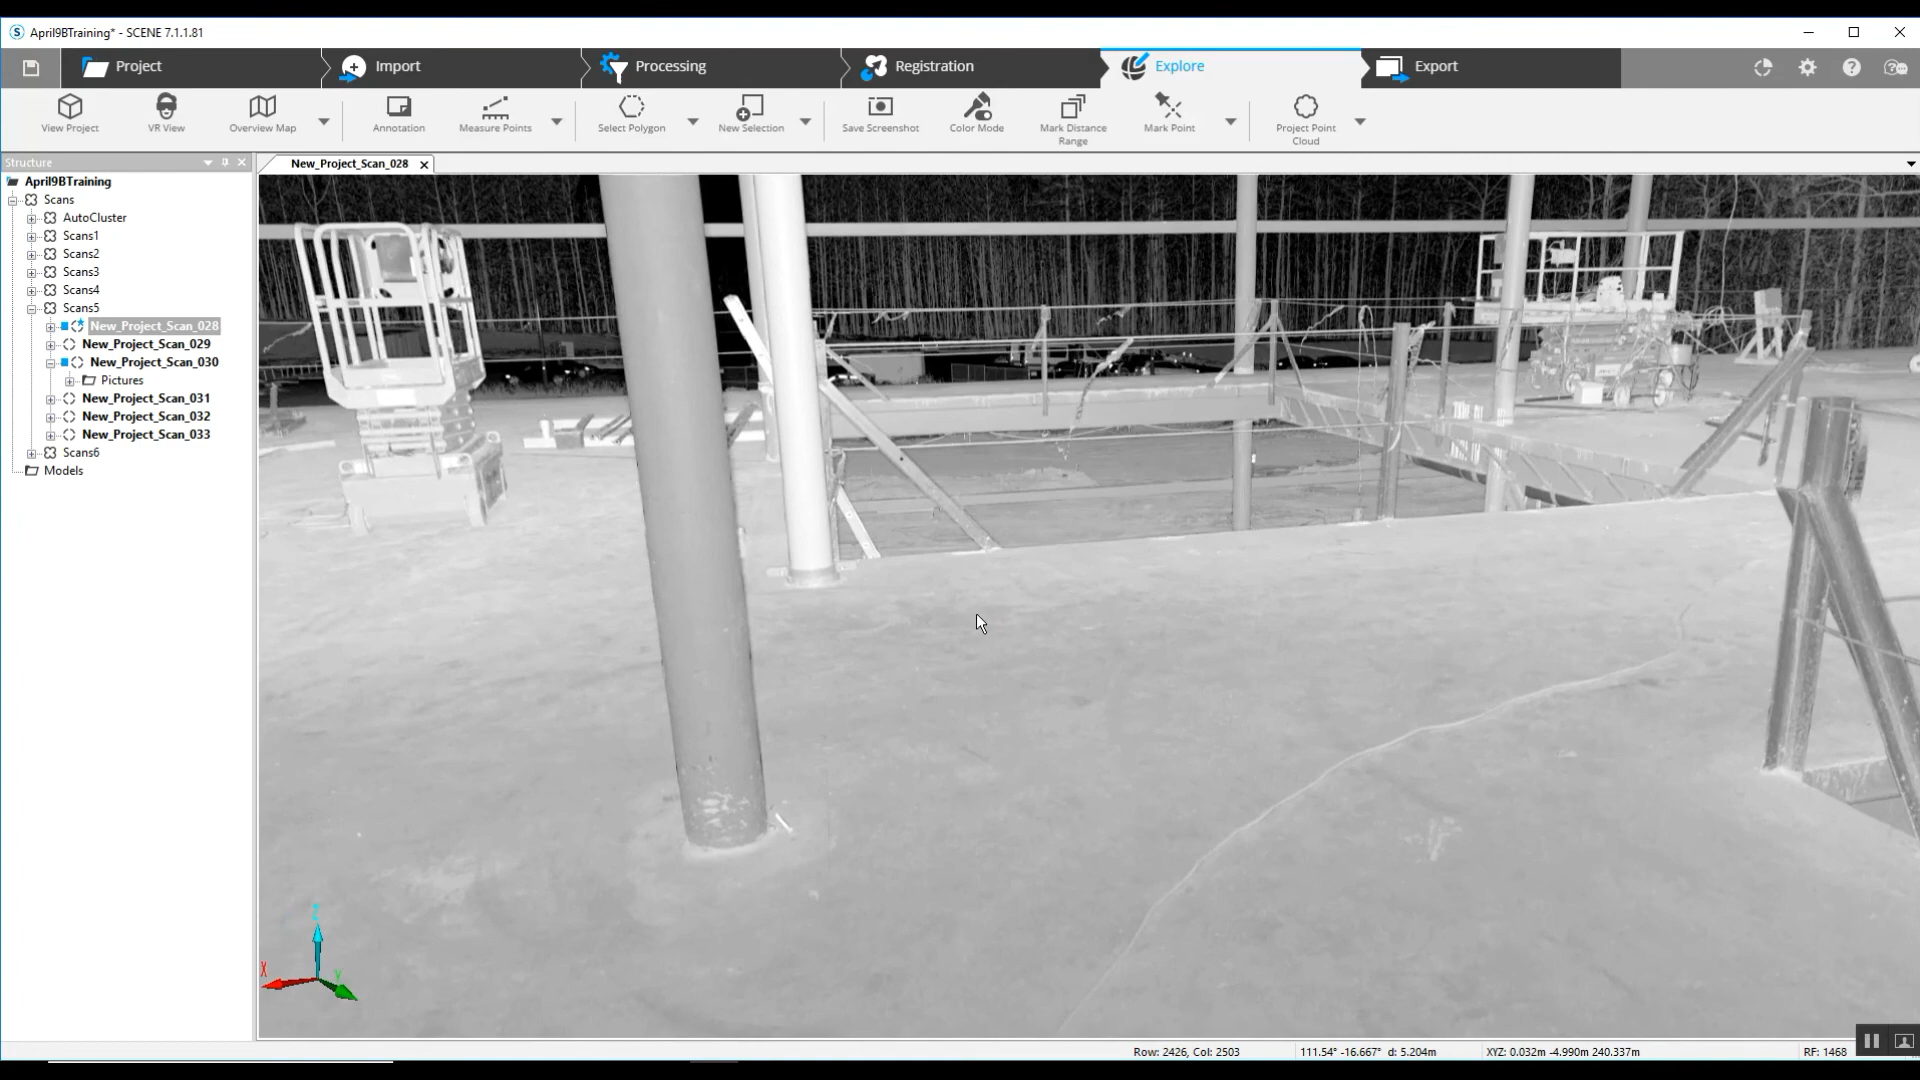 April9BTraining* - SCENE 7.1.1.81
Project
Import
Processing
Registration
Explore
Export
View Project
VR View
Overview Map
Annotation
Measure Points
Select Polygon
New Selection
Save Screenshot
Color Mode
Mark Distance
Range
Mark Point
Project Point
Cloud
Structure
New_Project_Scan_028
April9BTraining
Scans
AutoCluster
Scans1
Scans2
Scans3
Scans4
Scans5
New_Project_Scan_028
New_Project_Scan_029
New_Project_Scan_030
Pictures
New_Project_Scan_031
New_Project_Scan_032
New_Project_Scan_033
Scans6
Models
Z
X
Y
Row: 2426, Col: 2503
111.54° -16.667° d: 5.204m
XYZ: 0.032m -4.990m 240.337m
RF: 1468